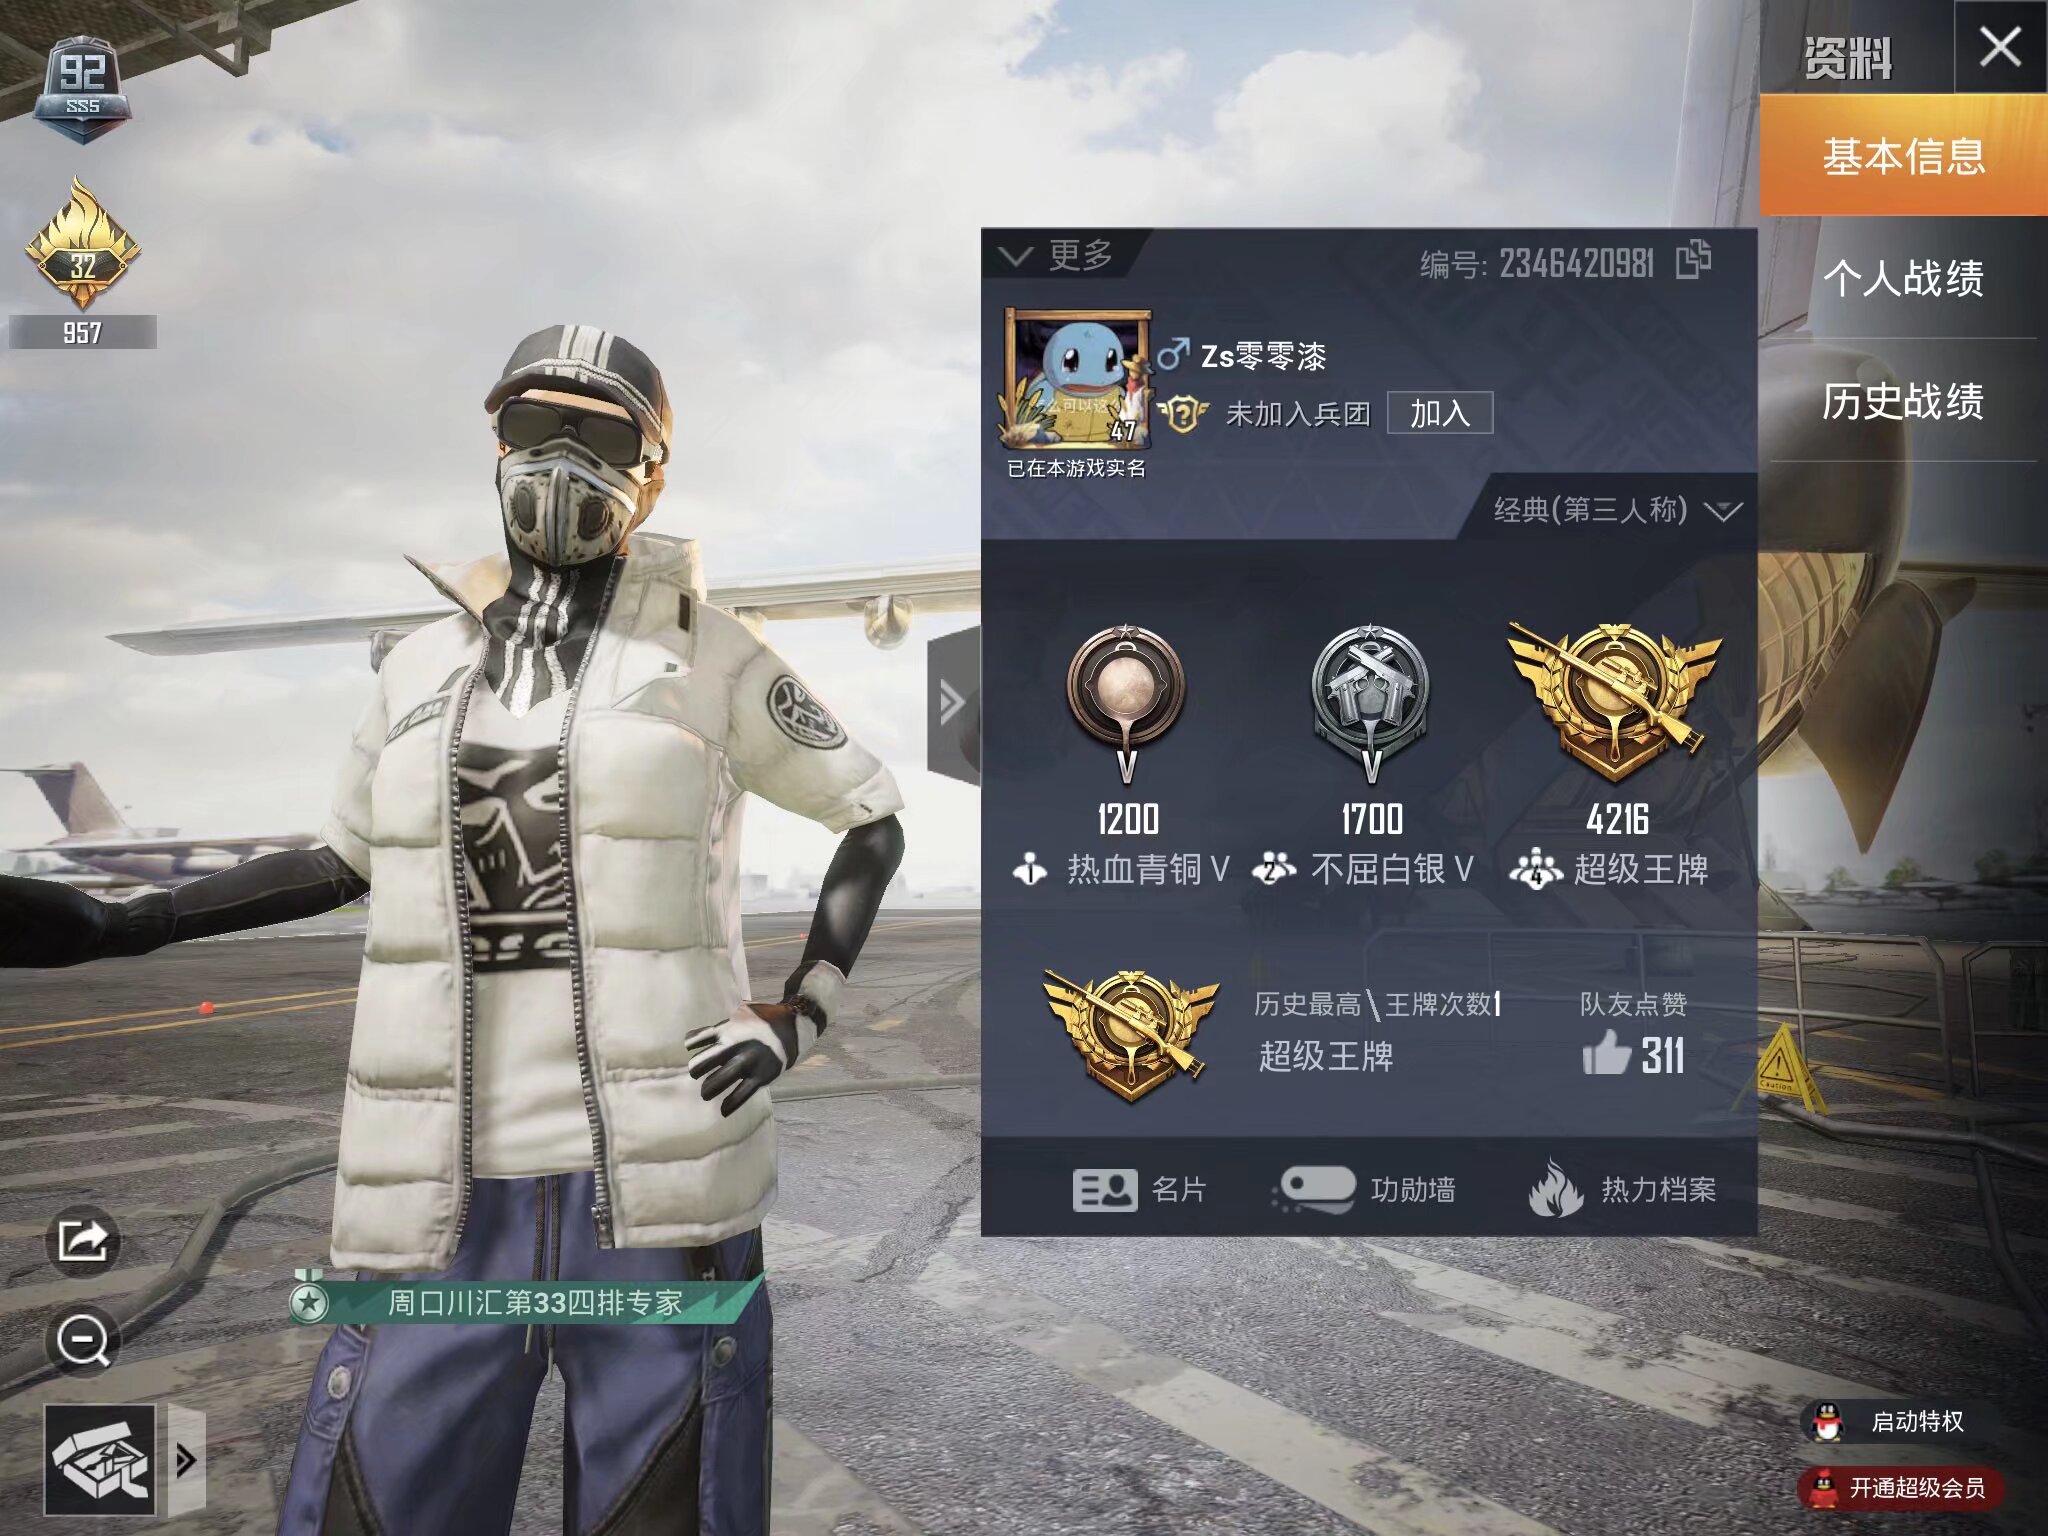 92
SS5
32
957
资料
基本信息
个人战绩
历史战绩
更多
编号: 2346420981
Zs零零漆
47
未加入兵团
加入
已在本游戏实名
经典(第三人称)
V
V
1200
1700
4216
1
热血青铜 V
2
不屈白银 V
4
超级王牌
历史最高\王牌次数1
队友点赞
超级王牌
311
名片
功勋墙
热力档案
周口川汇第33四排专家
Caution
启动特权
开通超级会员